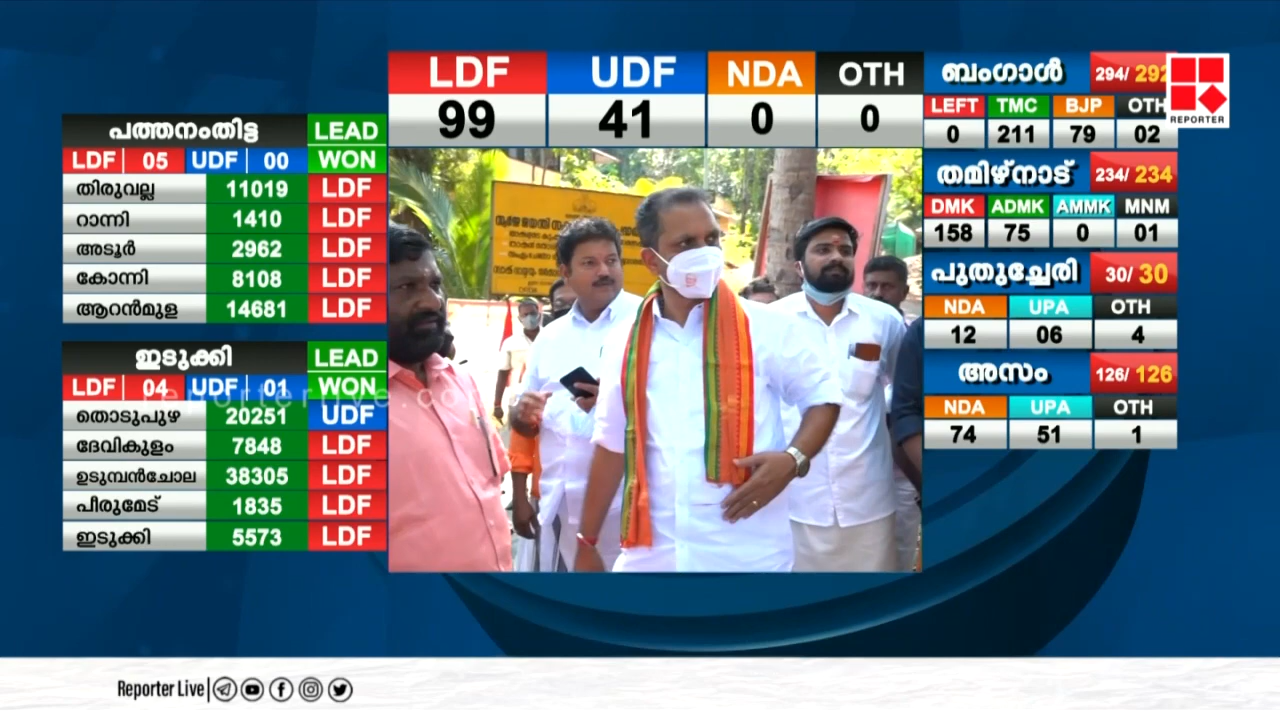 LDF UDF NDA OTH
99 41 0 0
പത്തനംതിട്ട LEAD
LDF 05 UDF 00 WON
തിരുവല്ല 11019 LDF
റാന്നി 1410 LDF
അടൂർ 2962 LDF
കോന്നി 8108 LDF
ആറൻമുള 14681 LDF
ഇടുക്കി LEAD
LDF 04 UDF 01 WON
തൊടുപുഴ 20251 UDF
ദേവികുളം 7848 LDF
ഉടുമ്പൻചോല 38305 LDF
പീരുമേട് 1835 LDF
ഇടുക്കി 5573 LDF
ബംഗാൾ 294/ 292
LEFT TMC BJP OTH
0 211 79 02
തമിഴ്നാട് 234/ 234
DMK ADMK AMMK MNM
158 75 0 01
പുതുച്ചേരി 30/ 30
NDA UPA OTH
12 06 4
അസം 126/ 126
NDA UPA OTH
74 51 1
REPORTER
reporterlive.co
Reporter Live